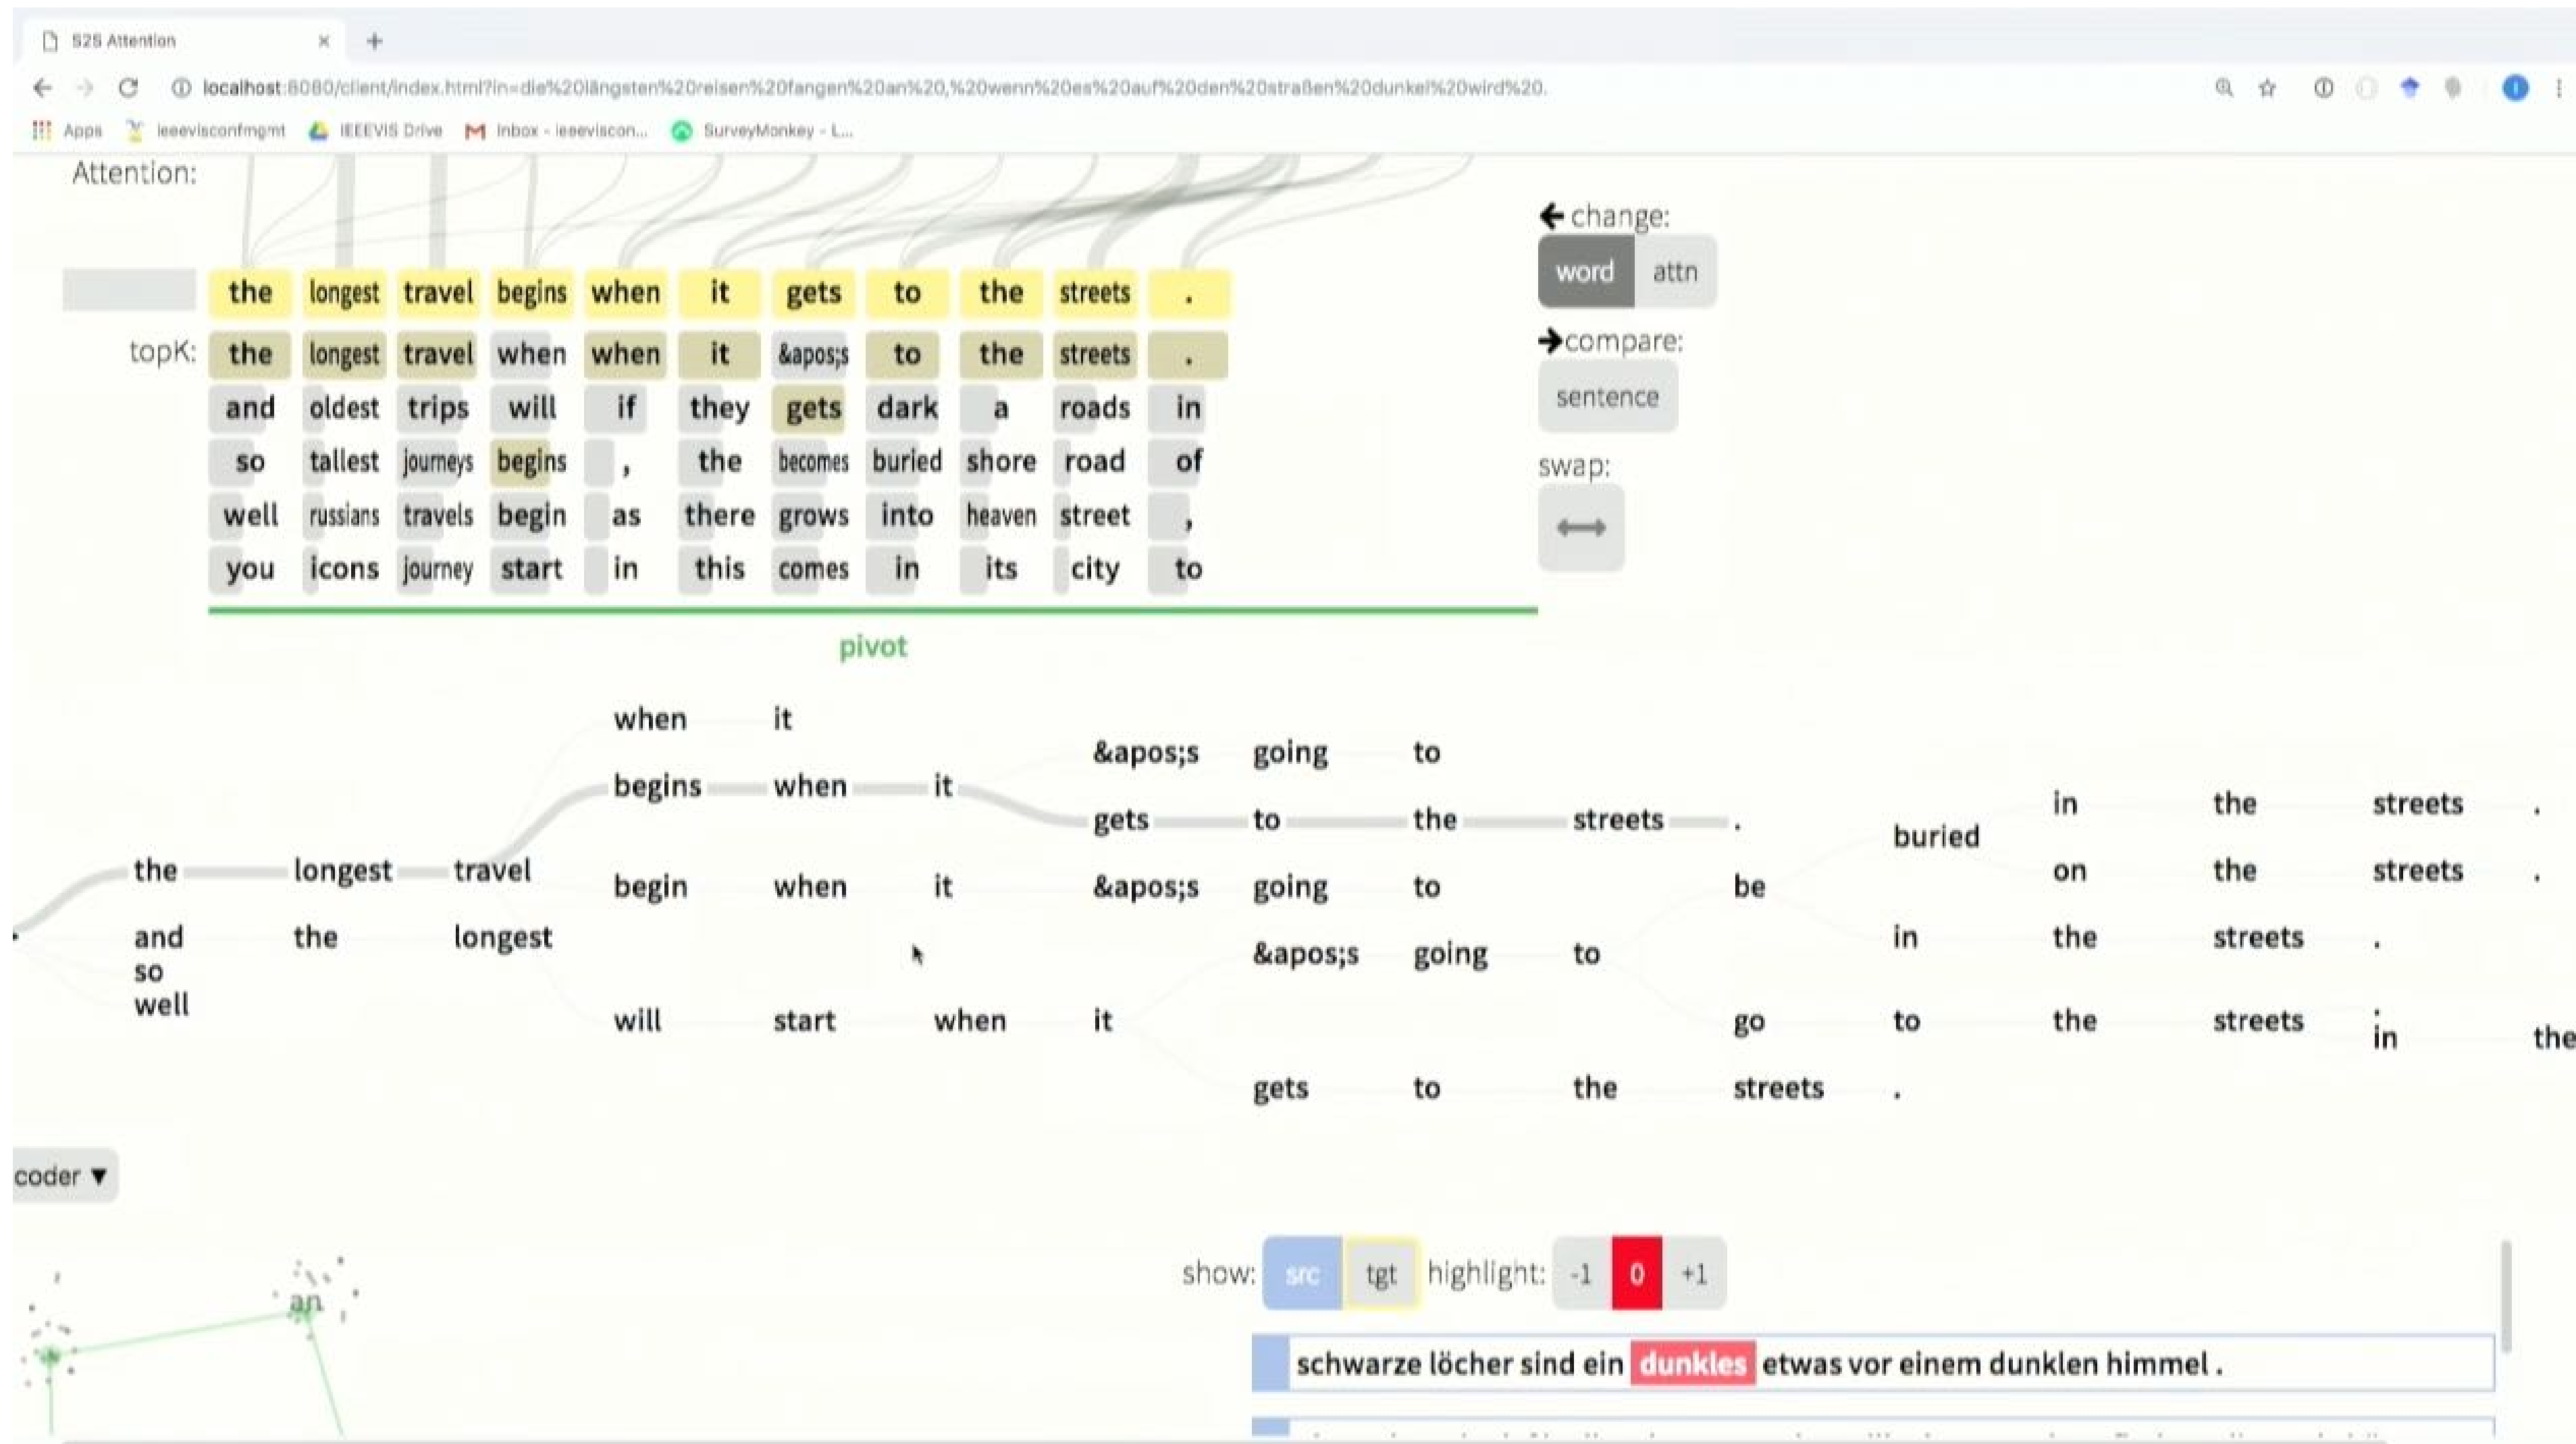 S2S Attention
localhost:8080/client/index.html?in=die%20längsten%20reisen%20fangen%20an%20,%20wenn%20es%20auf%20den%20straßen%20dunkel%20wird%20.
Apps ieeevisconfmgmt IEEEVIS Drive Inbox - ieeeviscon... SurveyMonkey - L...
Attention:
change:
word attn
the longest travel begins when it gets to the streets .
compare:
topK: the longest travel when when it &apos;s to the streets .
sentence
and oldest trips will if they gets dark a roads in
so tallest journeys begins , the becomes buried shore road of
swap:
well russians travels begin as there grows into heaven street ,
you icons journey start in this comes in its city to
pivot
when it
&apos;s going to
begins when it
in the streets .
gets to the streets .
buried
the longest travel
on the streets .
begin when it &apos;s going to be
and the longest
in the streets .
&apos;s going to
so
well
will start when it
go to the streets .
in the
gets to the streets .
coder ▼
show: src tgt highlight: -1 0 +1
an
schwarze löcher sind ein dunkles etwas vor einem dunklen himmel .